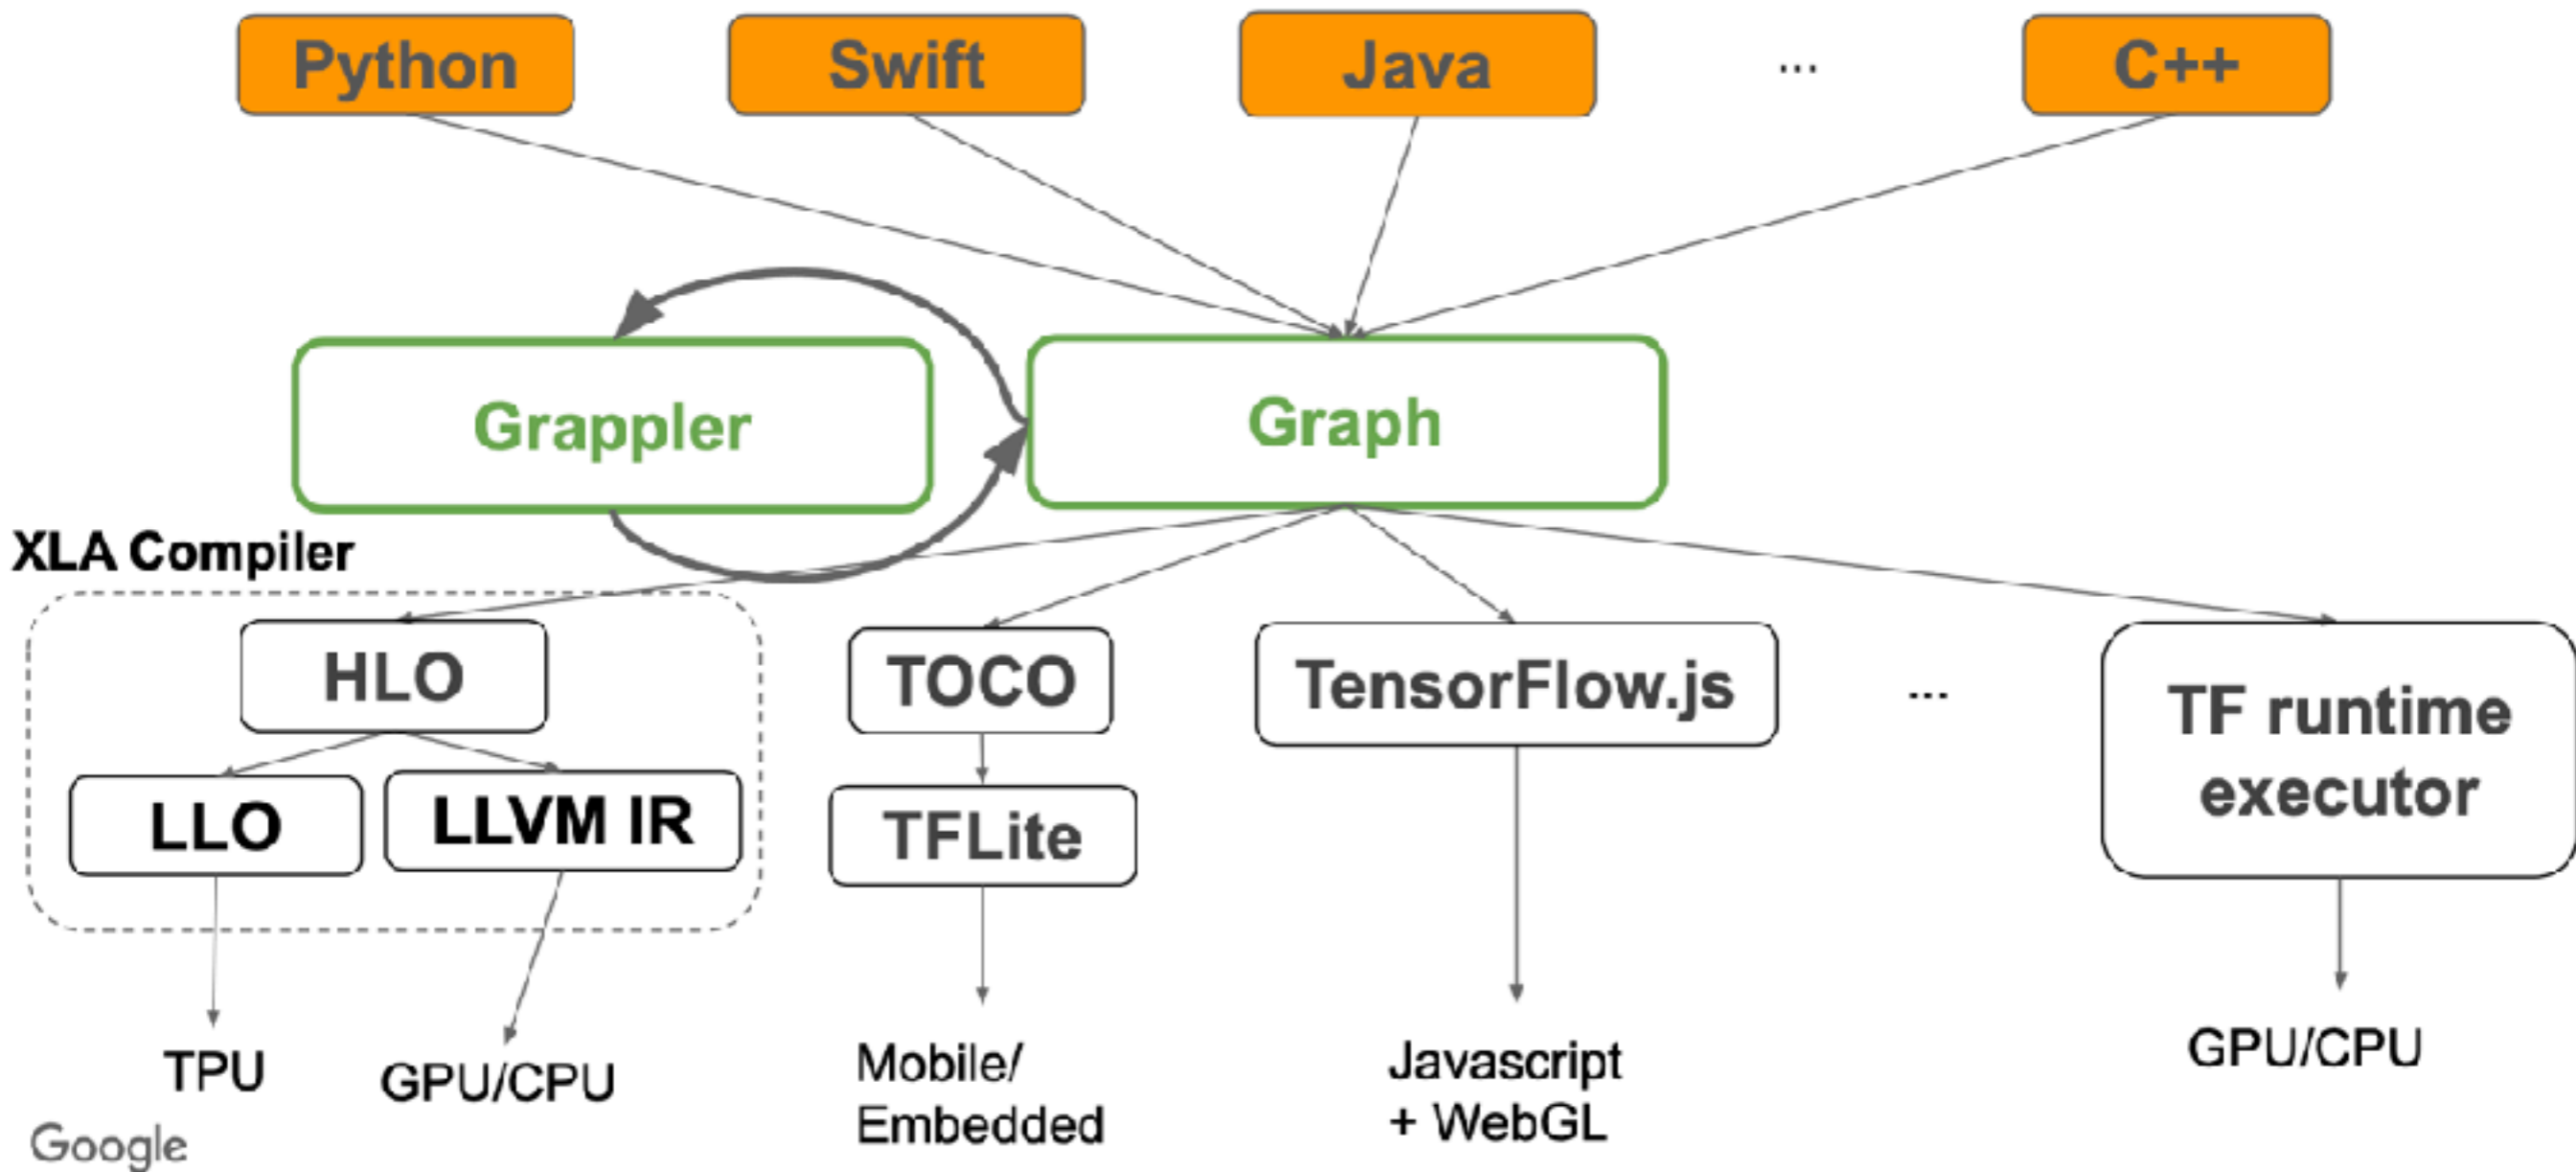 Python
Swift
Java
...
C++
Grappler
Graph
XLA Compiler
HLO
TOCO
TensorFlow.js
...
TF runtime
executor
LLO
LLVM IR
TFLite
TPU
GPU/CPU
Mobile/
Embedded
Javascript
+ WebGL
GPU/CPU
Google